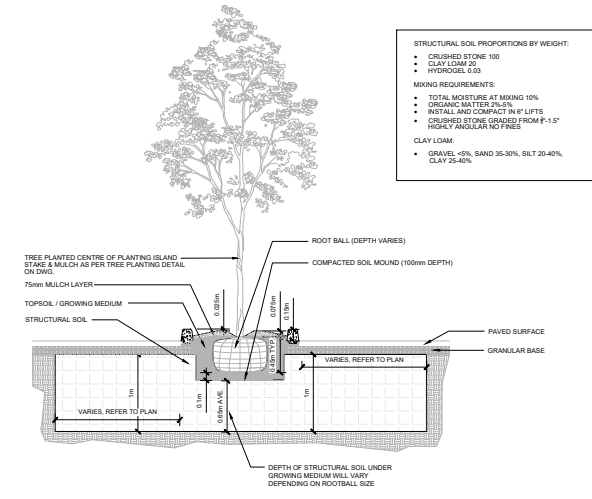 STRUCTURAL SOIL PROPORTIONS BY WEIGHT:
• CRUSHED STONE 100
• CLAY LOAM 20
• HYDROGEL 0.03
MIXING REQUIREMENTS:
• TOTAL MOISTURE AT MIXING 10%
• ORGANIC MATTER 2%-5%
• INSTALL AND COMPACT IN 6" LIFTS
• CRUSHED STONE GRADED FROM -1.5"
HIGHLY ANGULAR NO FINES
CLAY LOAM:
• GRAVEL <5%, SAND 35-30%, SILT 20-40%,
CLAY 25-40%
ROOT BALL (DEPTH VARIES)
TREE PLANTED CENTRE OF PLANTING ISLAND
STAKE & MULCH AS PER TREE PLANTING DETAIL
ON DWG.
COMPACTED SOIL MOUND (100mm DEPTH)
75mm MULCH LAYER
TOPSOIL / GROWING MEDIUM
STRUCTURAL SOIL
0.025m
0.075m
0.15m
PAVED SURFACE
GRANULAR BASE
0.45m TYP.
VARIES, REFER TO PLAN
1m
0.1m
0.65m AVE.
1m
VARIES, REFER TO PLAN
DEPTH OF STRUCTURAL SOIL UNDER
GROWING MEDIUM WILL VARY
DEPENDING ON ROOTBALL SIZE